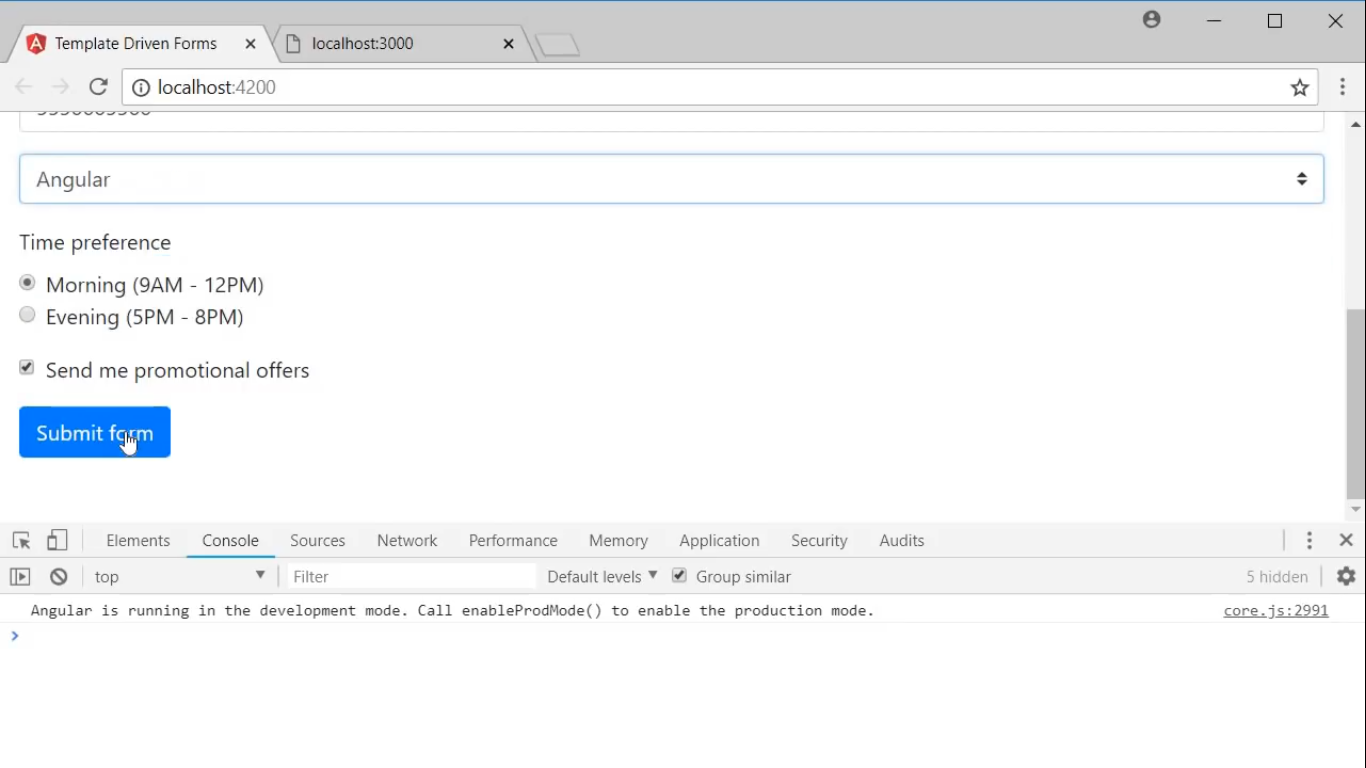 Template Driven Forms
localhost:3000
localhost:4200
Angular
Time preference
Morning (9AM - 12PM)
Evening (5PM - 8PM)
Send me promotional offers
Submit form
Elements Console Sources Network Performance Memory Application Security Audits
top Filter Default levels Group similar 5 hidden
Angular is running in the development mode. Call enableProdMode() to enable the production mode. core.js:2991